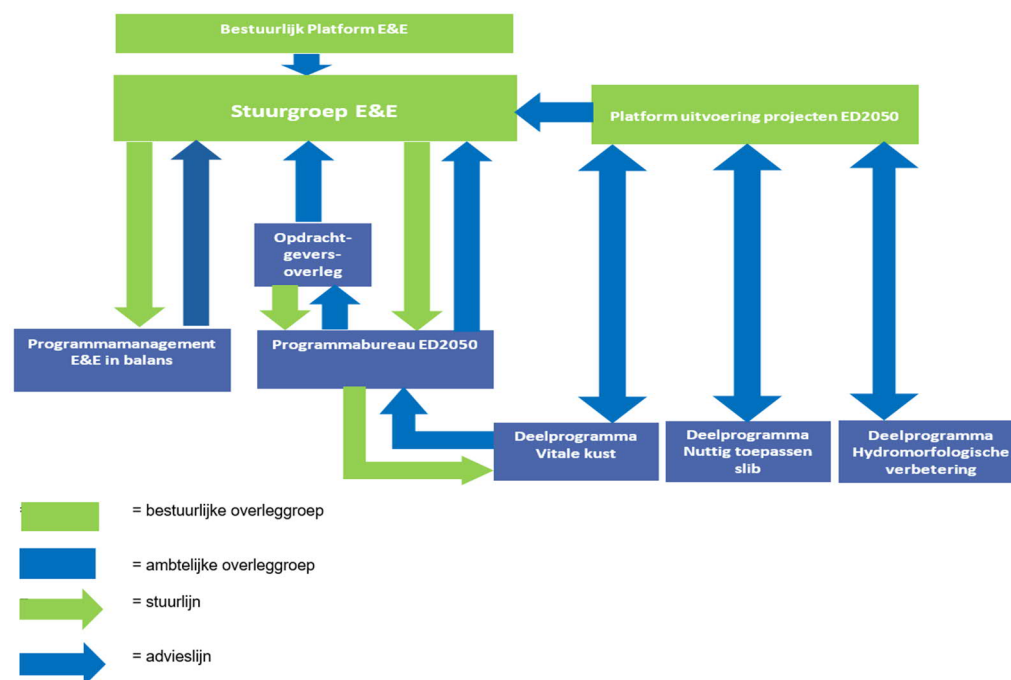 Bestuurlijk Platform E&E
Stuurgroep E&E
Platform uitvoering projecten ED2050
Opdracht-
gevers-
overleg
Programmamanagement
E&E in balans
Programmabureau ED2050
Deelprogramma
Vitale kust
Deelprogramma
Nuttig toepassen
slib
Deelprogramma
Hydromorfologische
verbetering
= bestuurlijke overleggroep
= ambtelijke overleggroep
= stuurlijn
= advieslijn